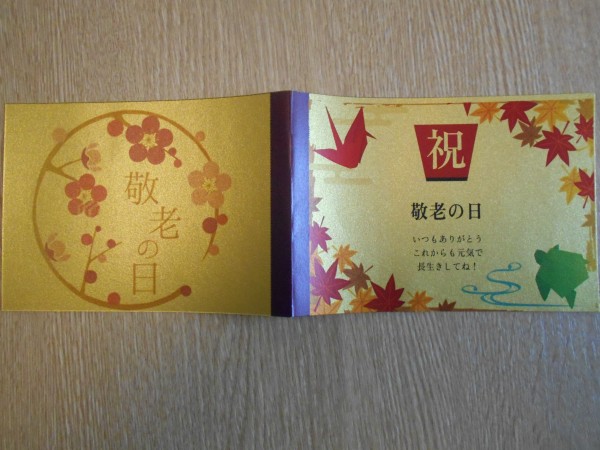 敬老の日
祝
敬老の日
いつもありがとう
これからも元気で
長生きしてね!